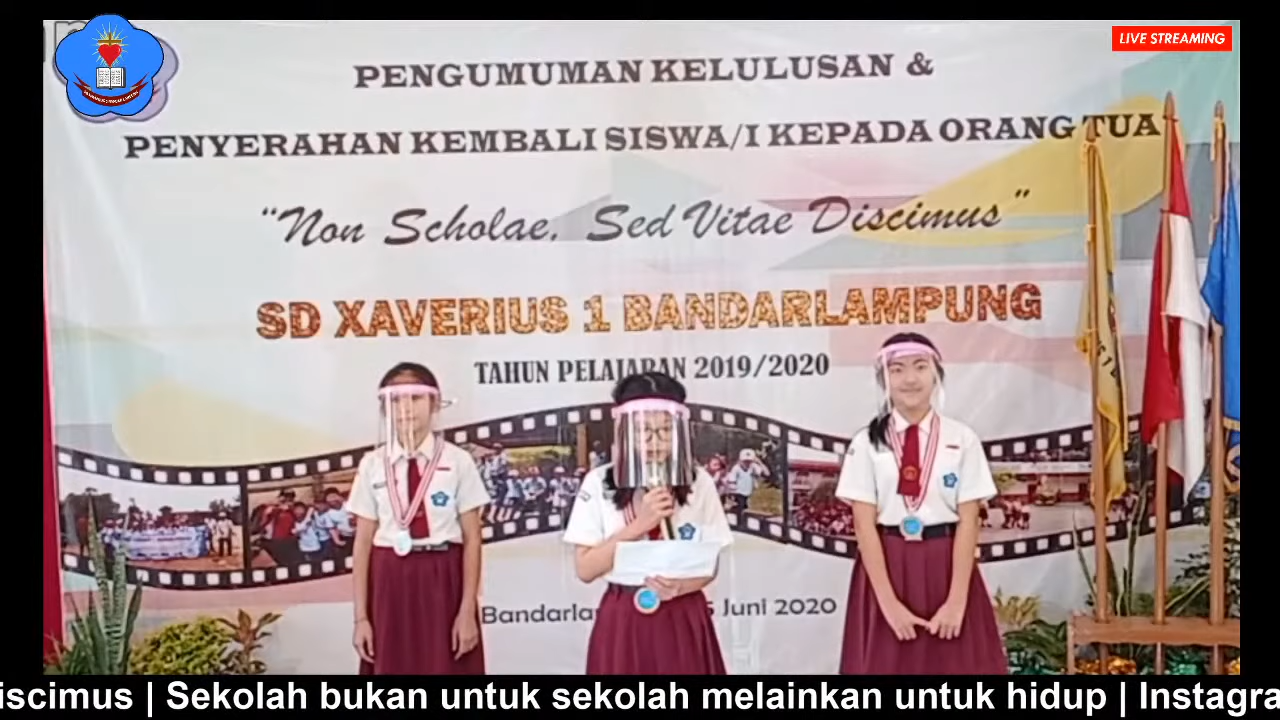 LIVE STREAMING
PENGUMUMAN KELULUSAN &
PENYERAHAN KEMBALI SISWA/I KEPADA ORANG TUA
“Non Scholae, Sed Vitae Discimus”
SD XAVERIUS 1 BANDARLAMPUNG
TAHUN PELAJARAN 2019/2020
Bandarla Juni 2020
iscimus | Sekolah bukan untuk sekolah melainkan untuk hidup | Instagra